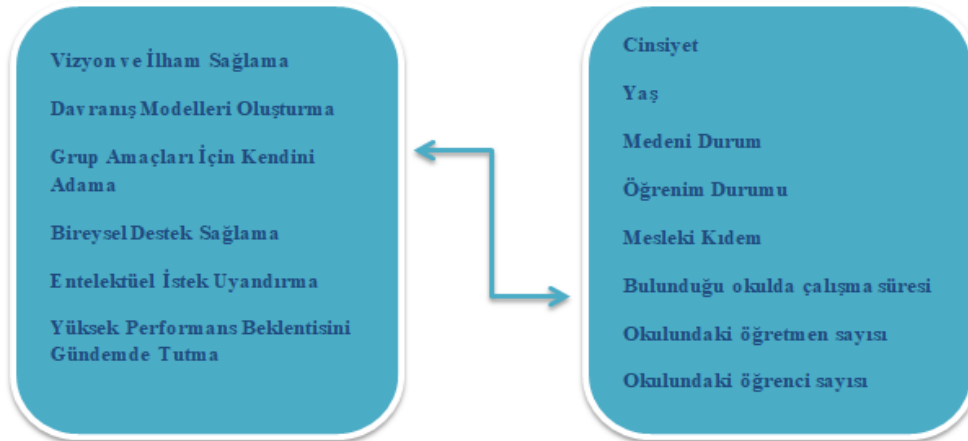 Vizyon ve İlham Sağlama
Davranış Modelleri Oluşturma
Grup Amaçları İçin Kendini
Adama
Bireysel Destek Sağlama
Entelektüel İstek Uyandırma
Yüksek Performans Beklentisini
Gündemde Tutma
Cinsiyet
Yaş
Medeni Durum
Öğrenim Durumu
Mesleki Kıdem
Bulunduğu okulda çalışma süresi
Okulundaki öğretmen sayısı
Okulundaki öğrenci sayısı